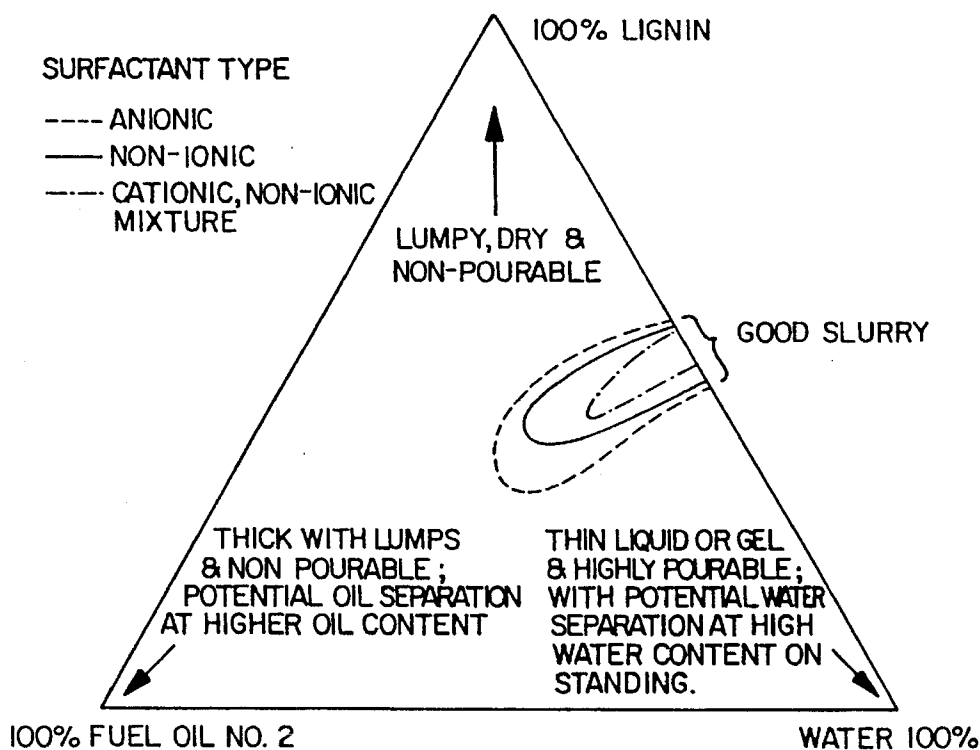 100% LIGNIN
SURFACTANT TYPE
ANIONIC
NON-IONIC
CATIONIC, NON-IONIC
MIXTURE
LUMPY, DRY &
NON-POURABLE
GOOD SLURRY
THICK WITH LUMPS
& NON POURABLE;
POTENTIAL OIL SEPARATION
AT HIGHER OIL CONTENT
THIN LIQUID OR GEL
& HIGHLY POURABLE;
WITH POTENTIAL WATER
SEPARATION AT HIGH
WATER CONTENT ON
STANDING.
100% FUEL OIL NO. 2
WATER 100%